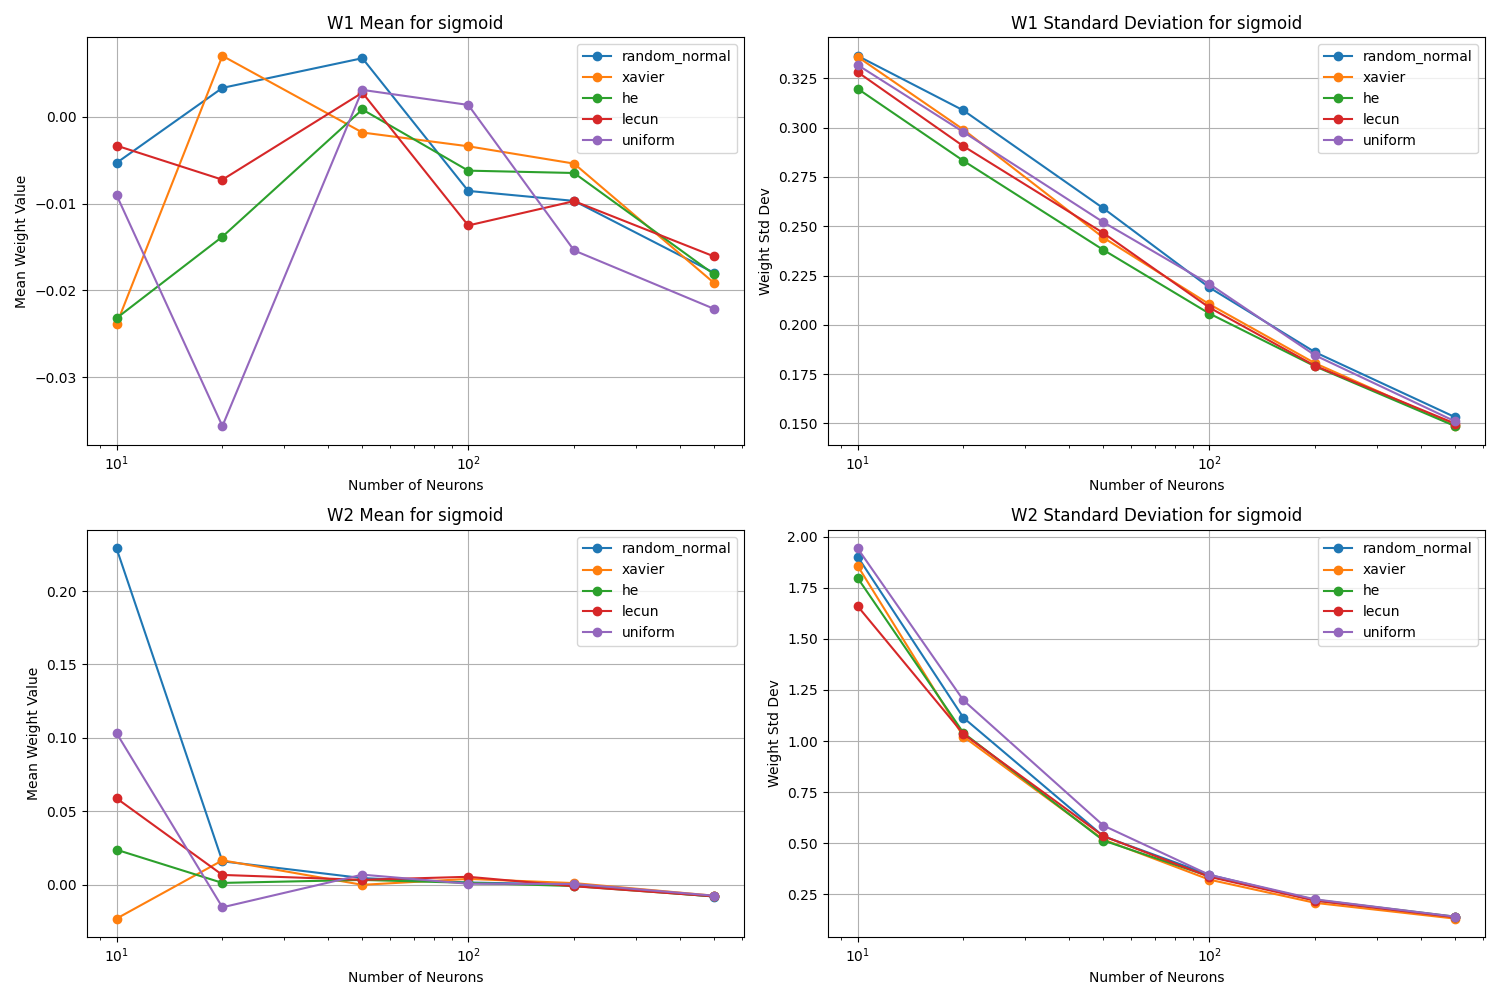 W1 Mean for sigmoid
Mean Weight Value
0.00
−0.01
−0.02
−0.03
random_normal
xavier
he
lecun
uniform
10¹
10²
Number of Neurons
W1 Standard Deviation for sigmoid
Weight Std Dev
0.325
0.300
0.275
0.250
0.225
0.200
0.175
0.150
random_normal
xavier
he
lecun
uniform
10¹
10²
Number of Neurons
W2 Mean for sigmoid
Mean Weight Value
0.20
0.15
0.10
0.05
0.00
random_normal
xavier
he
lecun
uniform
10¹
10²
Number of Neurons
W2 Standard Deviation for sigmoid
Weight Std Dev
2.00
1.75
1.50
1.25
1.00
0.75
0.50
0.25
random_normal
xavier
he
lecun
uniform
10¹
10²
Number of Neurons